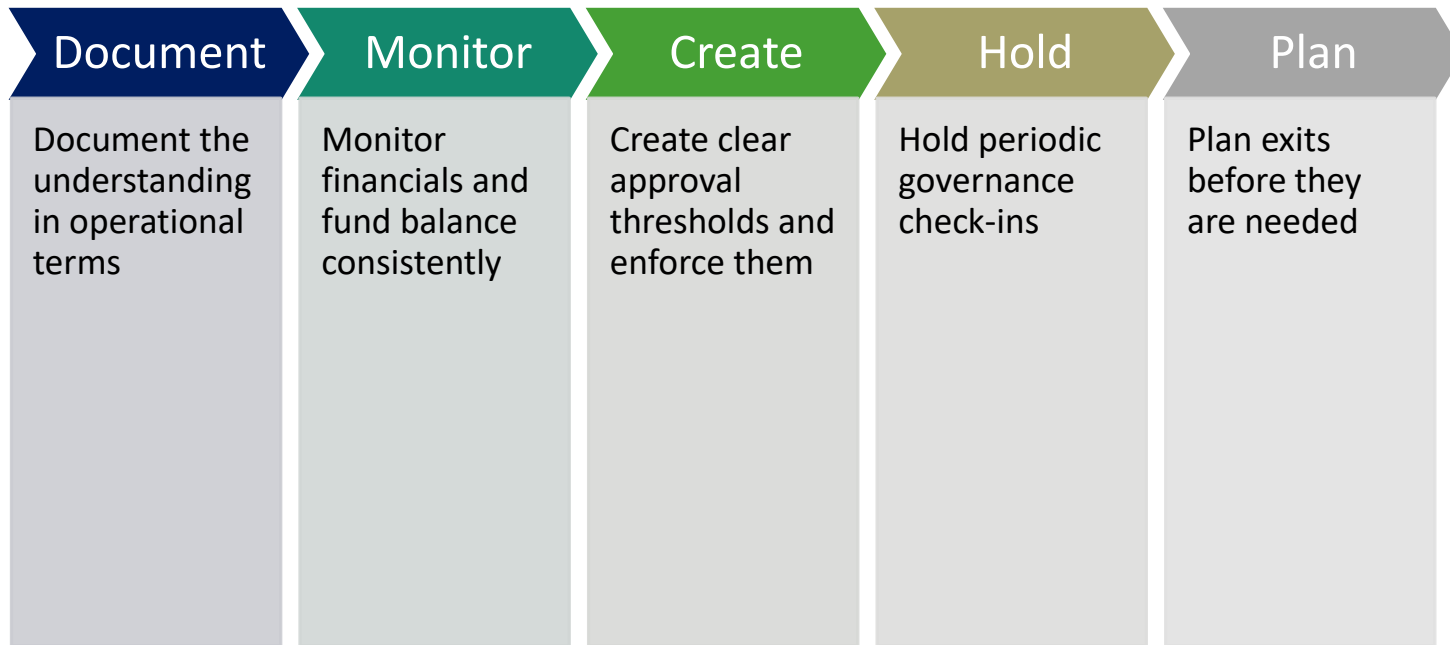 Document
Document the
understanding
in operational
terms
Monitor
Monitor
financials and
fund balance
consistently
Create
Create clear
approval
thresholds and
enforce them
Hold
Hold periodic
governance
check-ins
Plan
Plan exits
before they
are needed